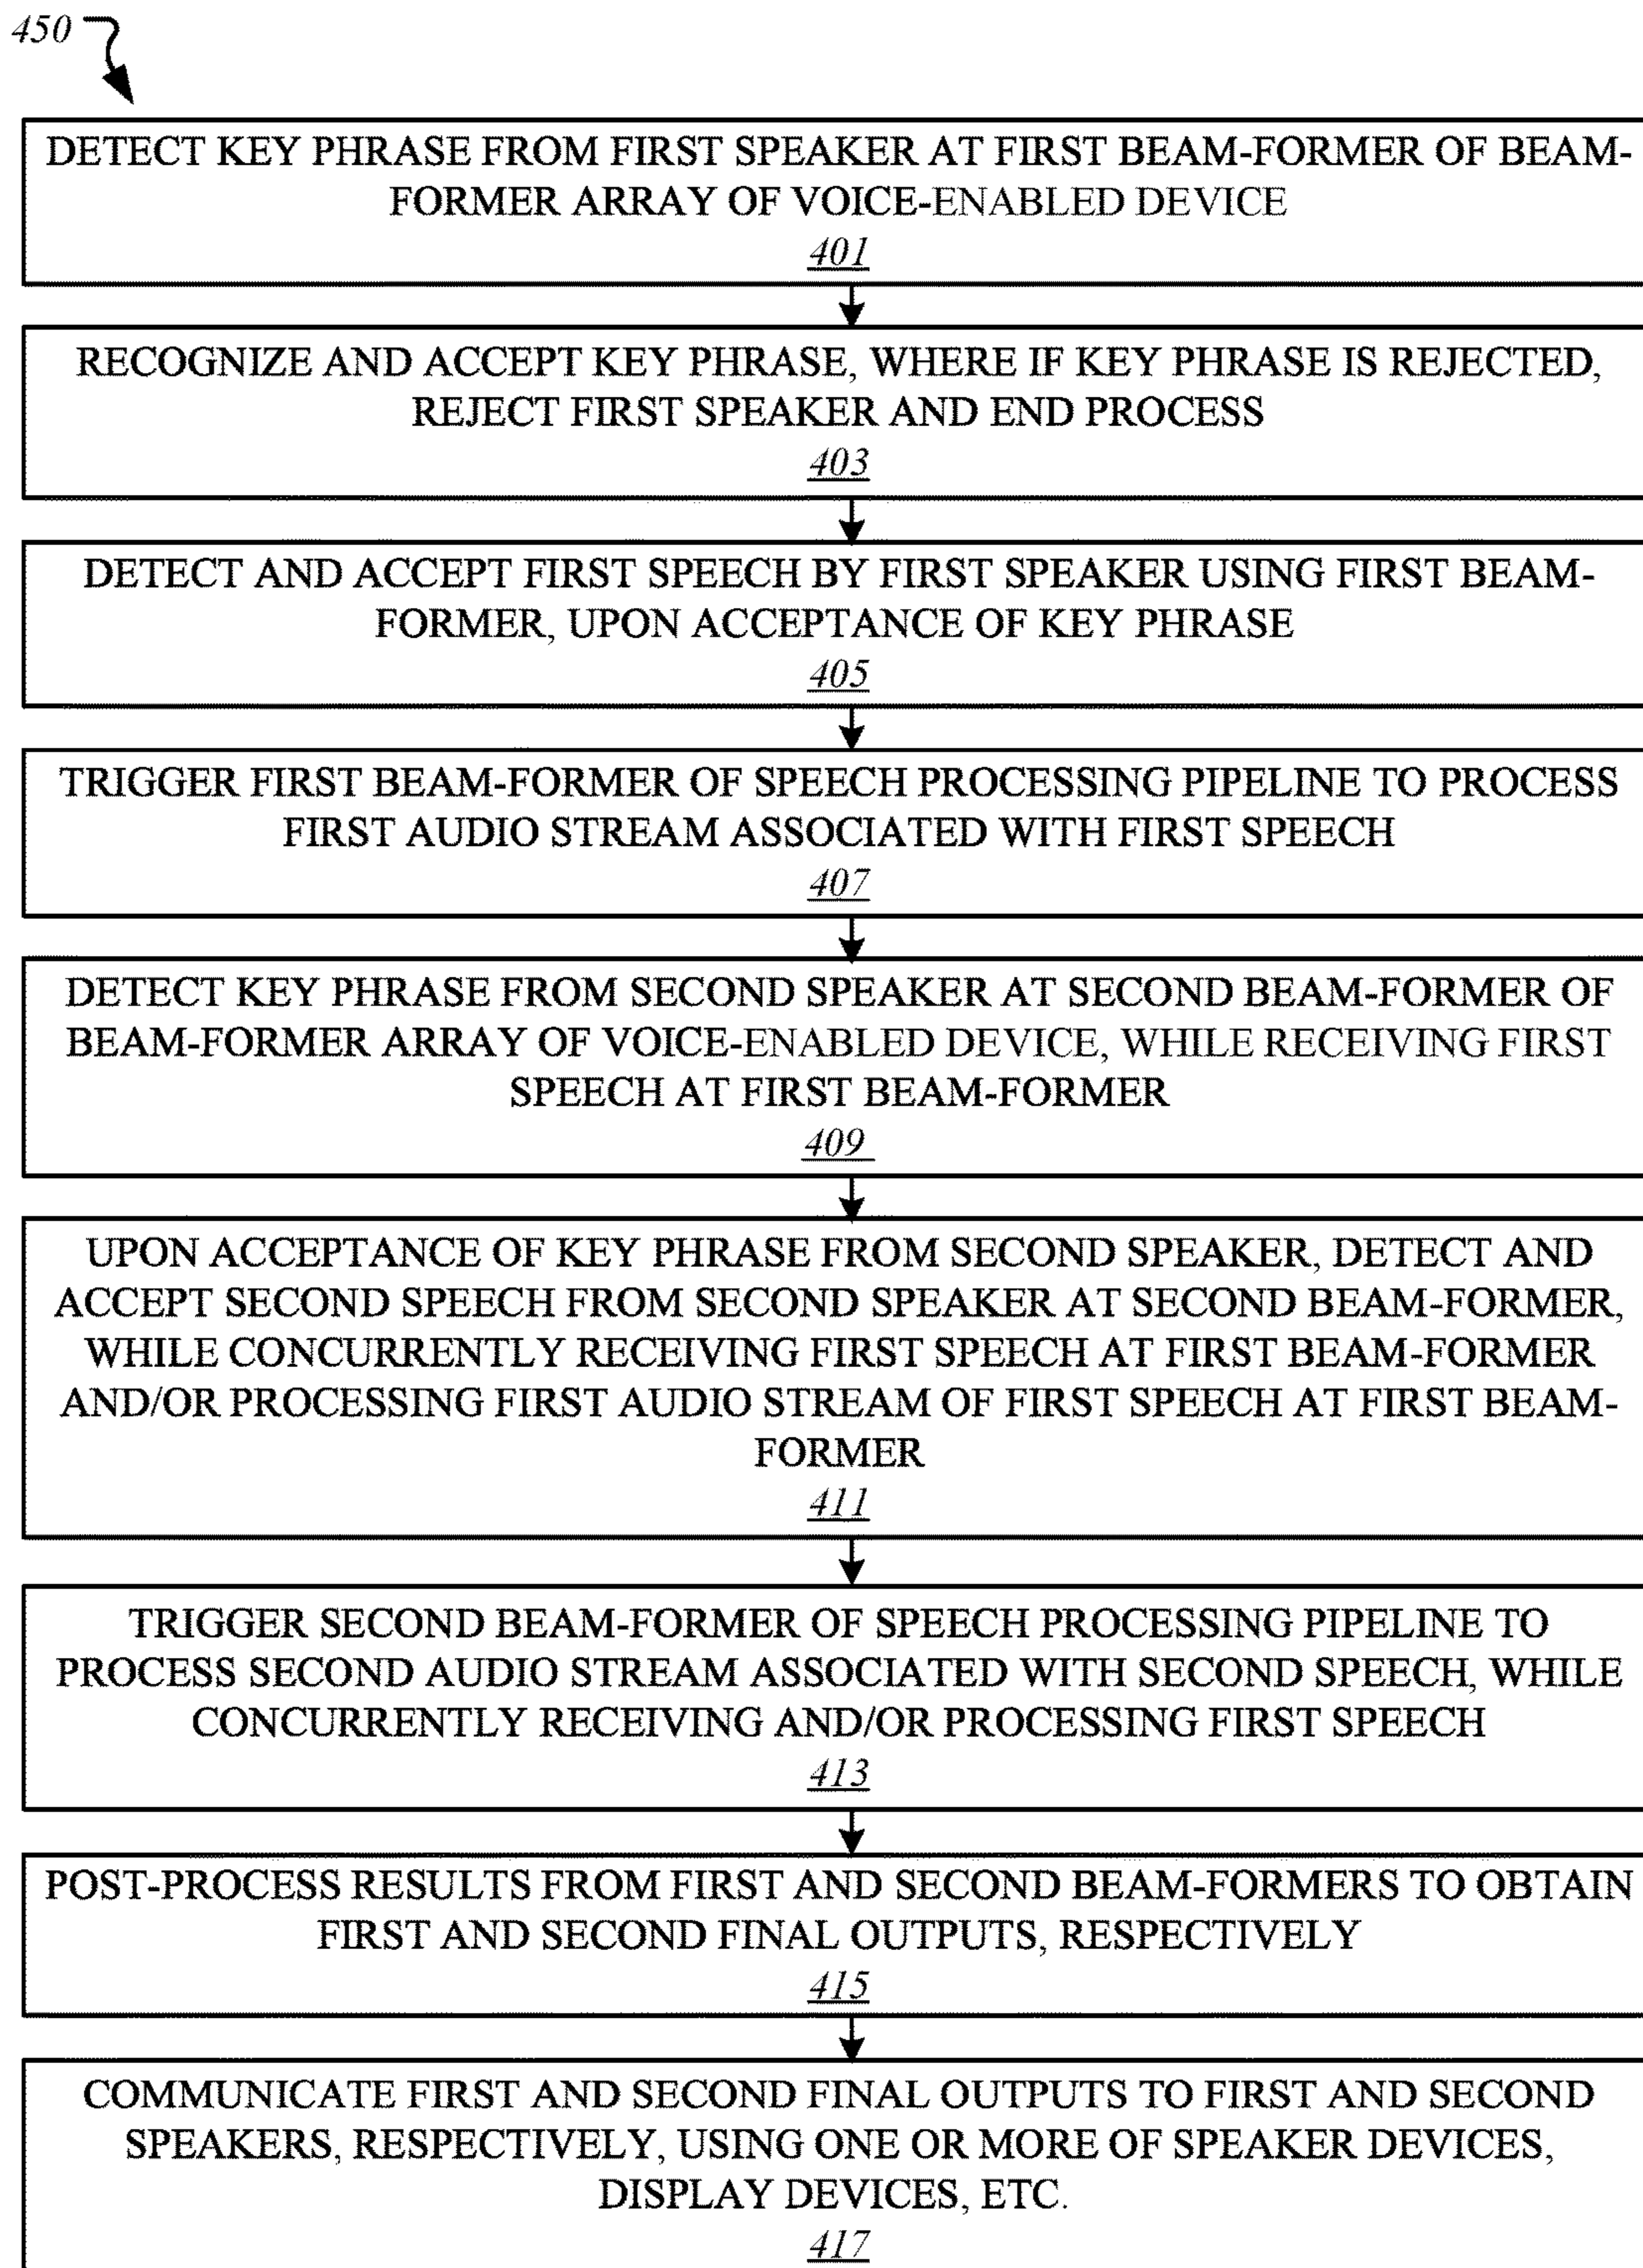 450
DETECT KEY PHRASE FROM FIRST SPEAKER AT FIRST BEAM-FORMER OF BEAM-
FORMER ARRAY OF VOICE-ENABLED DEVICE
401
RECOGNIZE AND ACCEPT KEY PHRASE, WHERE IF KEY PHRASE IS REJECTED,
REJECT FIRST SPEAKER AND END PROCESS
403
DETECT AND ACCEPT FIRST SPEECH BY FIRST SPEAKER USING FIRST BEAM-
FORMER, UPON ACCEPTANCE OF KEY PHRASE
405
TRIGGER FIRST BEAM-FORMER OF SPEECH PROCESSING PIPELINE TO PROCESS
FIRST AUDIO STREAM ASSOCIATED WITH FIRST SPEECH
407
DETECT KEY PHRASE FROM SECOND SPEAKER AT SECOND BEAM-FORMER OF
BEAM-FORMER ARRAY OF VOICE-ENABLED DEVICE, WHILE RECEIVING FIRST
SPEECH AT FIRST BEAM-FORMER
409
UPON ACCEPTANCE OF KEY PHRASE FROM SECOND SPEAKER, DETECT AND
ACCEPT SECOND SPEECH FROM SECOND SPEAKER AT SECOND BEAM-FORMER,
WHILE CONCURRENTLY RECEIVING FIRST SPEECH AT FIRST BEAM-FORMER
AND/OR PROCESSING FIRST AUDIO STREAM OF FIRST SPEECH AT FIRST BEAM-
FORMER
411
TRIGGER SECOND BEAM-FORMER OF SPEECH PROCESSING PIPELINE TO
PROCESS SECOND AUDIO STREAM ASSOCIATED WITH SECOND SPEECH, WHILE
CONCURRENTLY RECEIVING AND/OR PROCESSING FIRST SPEECH
413
POST-PROCESS RESULTS FROM FIRST AND SECOND BEAM-FORMERS TO OBTAIN
FIRST AND SECOND FINAL OUTPUTS, RESPECTIVELY
415
COMMUNICATE FIRST AND SECOND FINAL OUTPUTS TO FIRST AND SECOND
SPEAKERS, RESPECTIVELY, USING ONE OR MORE OF SPEAKER DEVICES,
DISPLAY DEVICES, ETC.
417